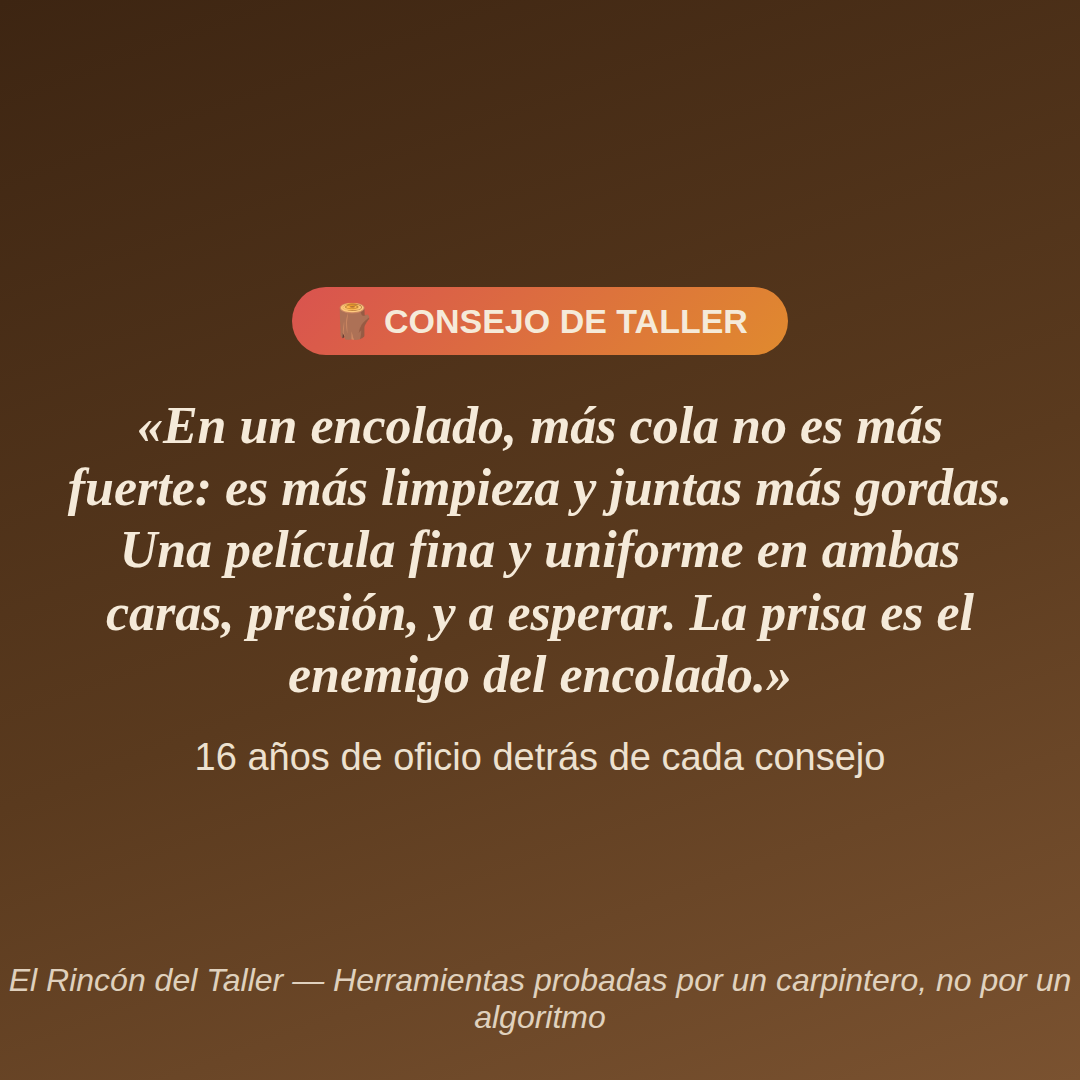 🪵 CONSEJO DE TALLER
«En un encolado, más cola no es más
fuerte: es más limpieza y juntas más gordas.
Una película fina y uniforme en ambas
caras, presión, y a esperar. La prisa es el
enemigo del encolado.»
16 años de oficio detrás de cada consejo
El Rincón del Taller — Herramientas probadas por un carpintero, no por un
algoritmo